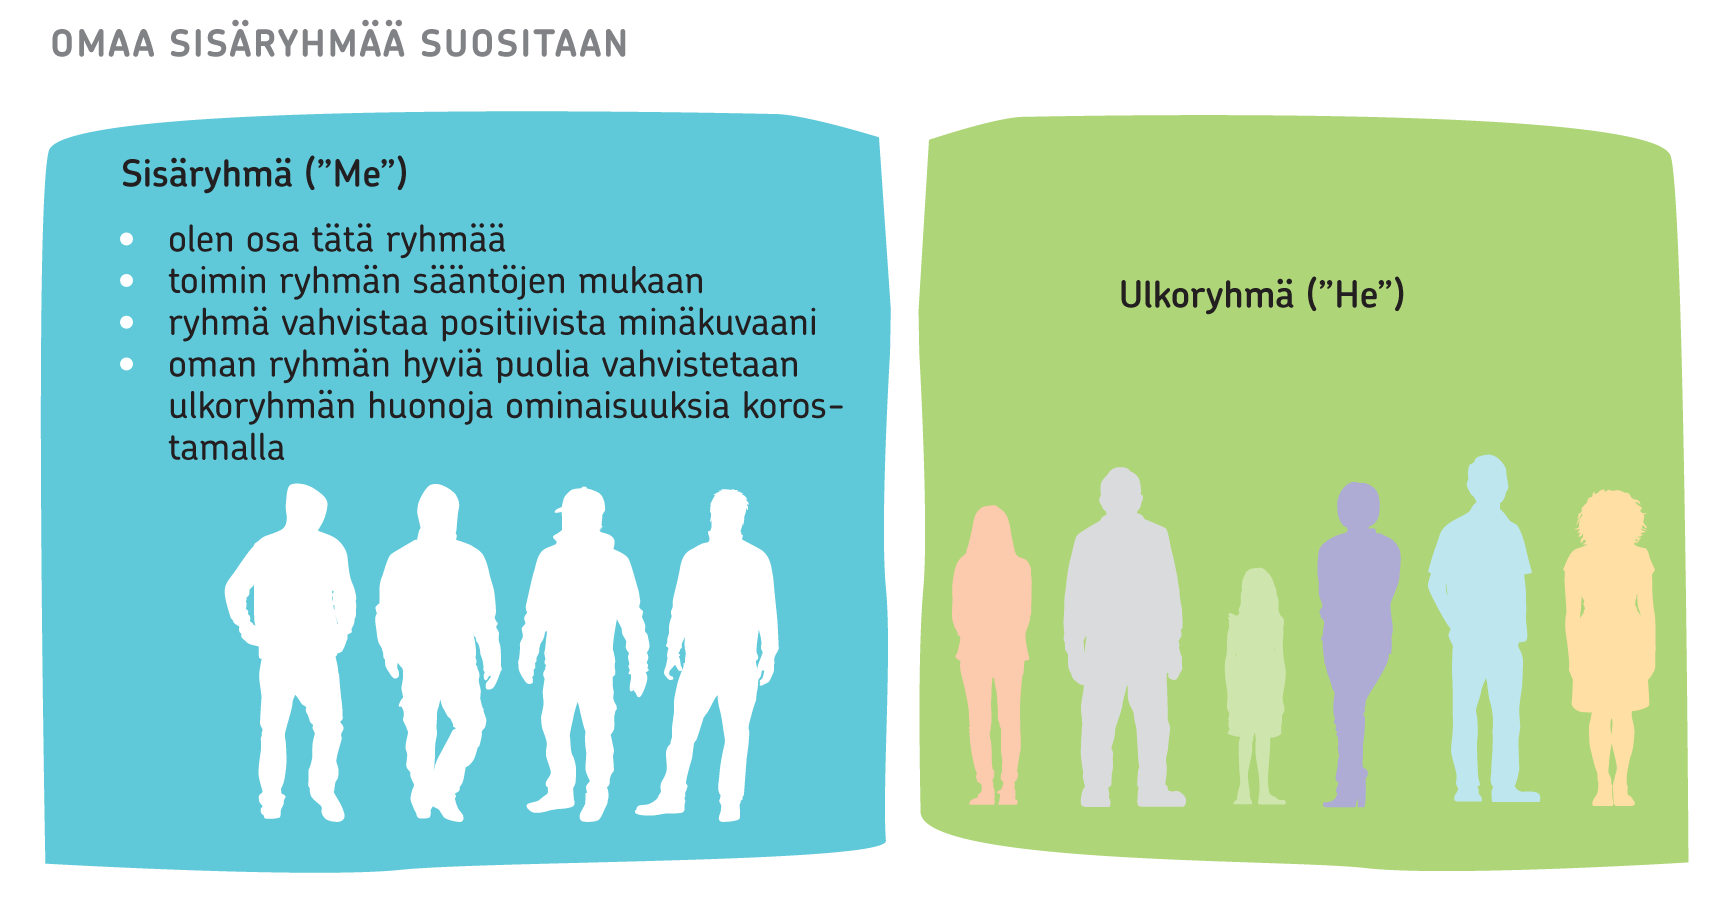 OMAA SISÄRYHMÄÄ SUOSITAAN
Sisäryhmä (”Me”)
• olen osa tätä ryhmää
• toimin ryhmän sääntöjen mukaan
• ryhmä vahvistaa positiivista minäkuvaani
• oman ryhmän hyviä puolia vahvistetaan
ulkoryhmän huonoja ominaisuuksia koros-
tamalla
Ulkoryhmä (”He”)